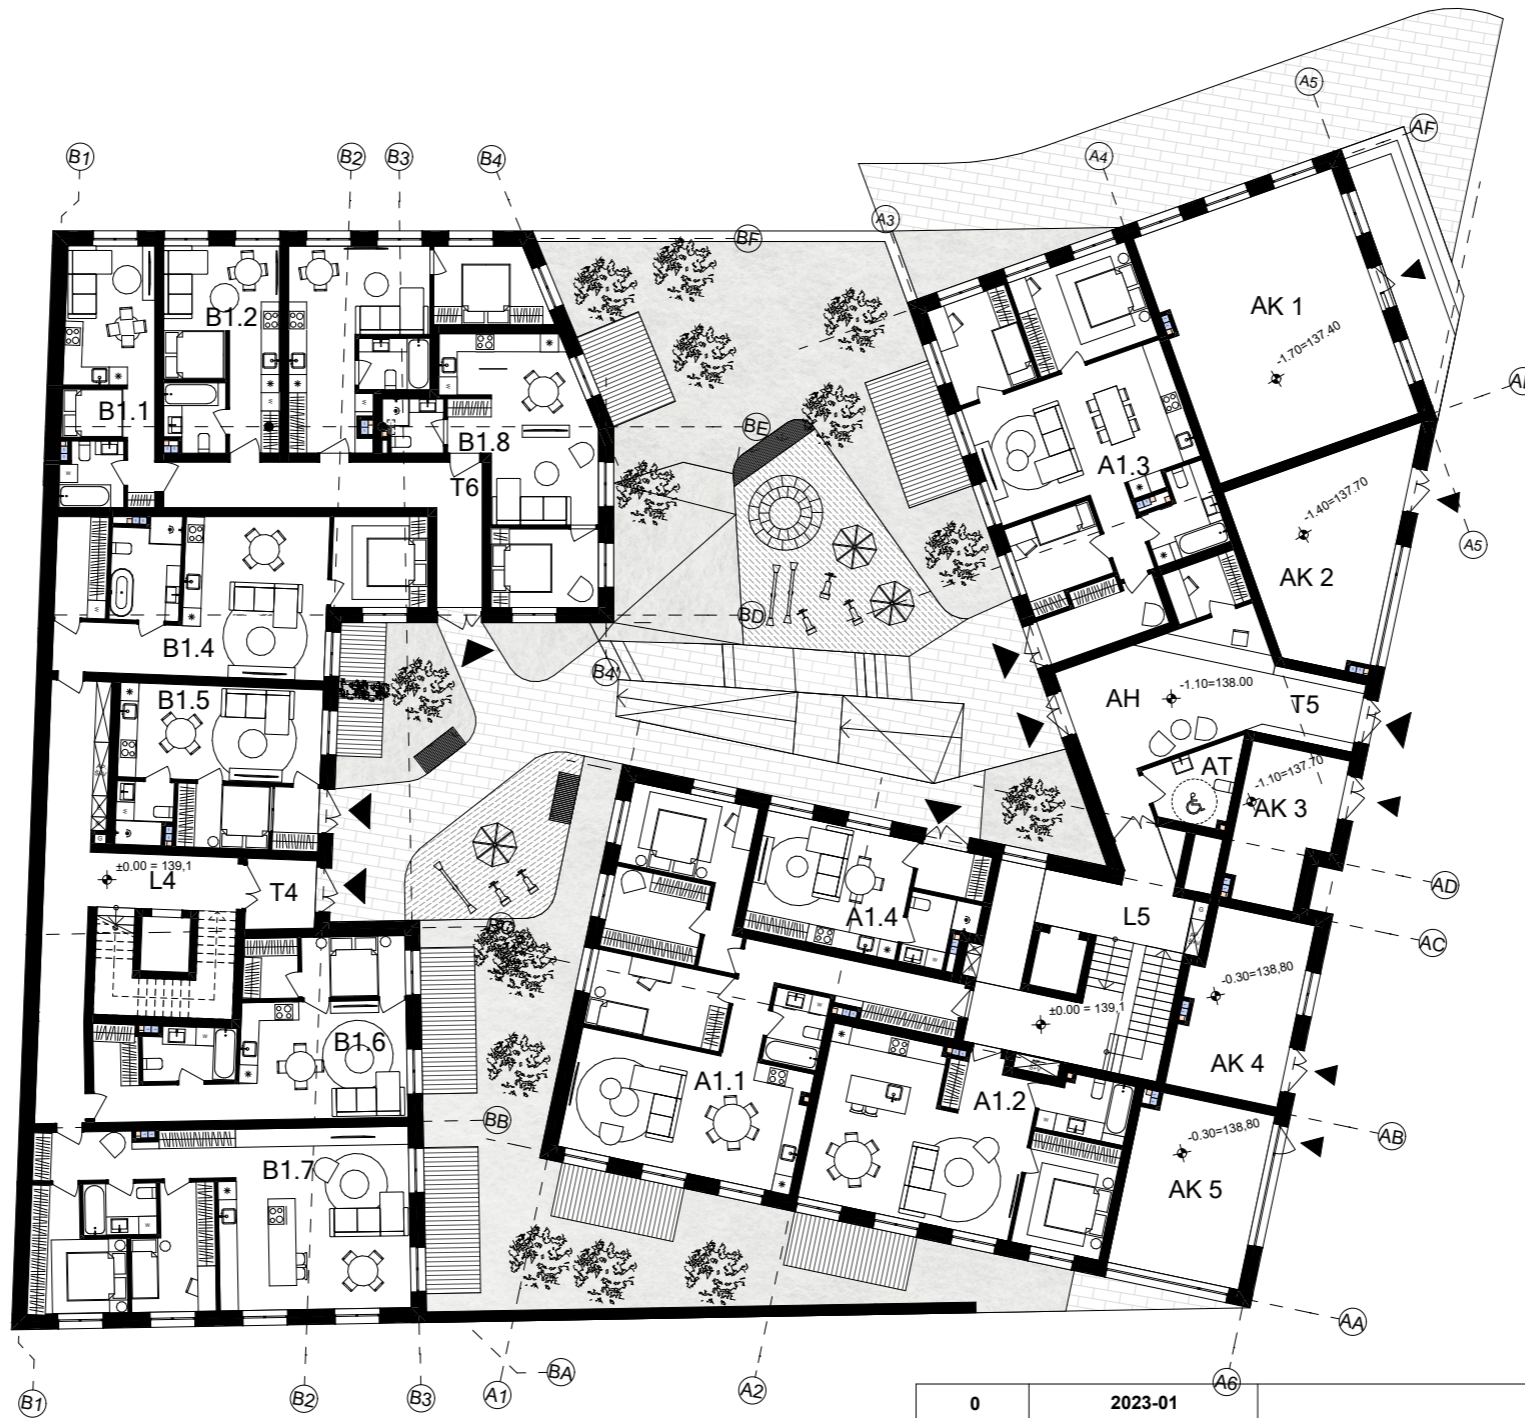 A5
AF
B1
B2
B3
B4
A4
A3
BF
AK 1
-1.70=137.40
B1.2
B1.1
B1.8
BE
A1.3
T6
-1.40=137.70
A5
AK 2
BD
B1.4
B4'
B1.5
AH
-1.10=138.00
T5
AT
-1.10=137.70
AK 3
±0.00 = 139,1
L4
T4
A1.4
L5
AD
AC
-0.30=138,80
±0.00 = 139,1
B1.6
A1.1
A1.2
AK 4
BB
AB
-0.30=138,80
B1.7
AK 5
AA
B1
B2
B3
A1
BA
A2
A6
0
2023-01